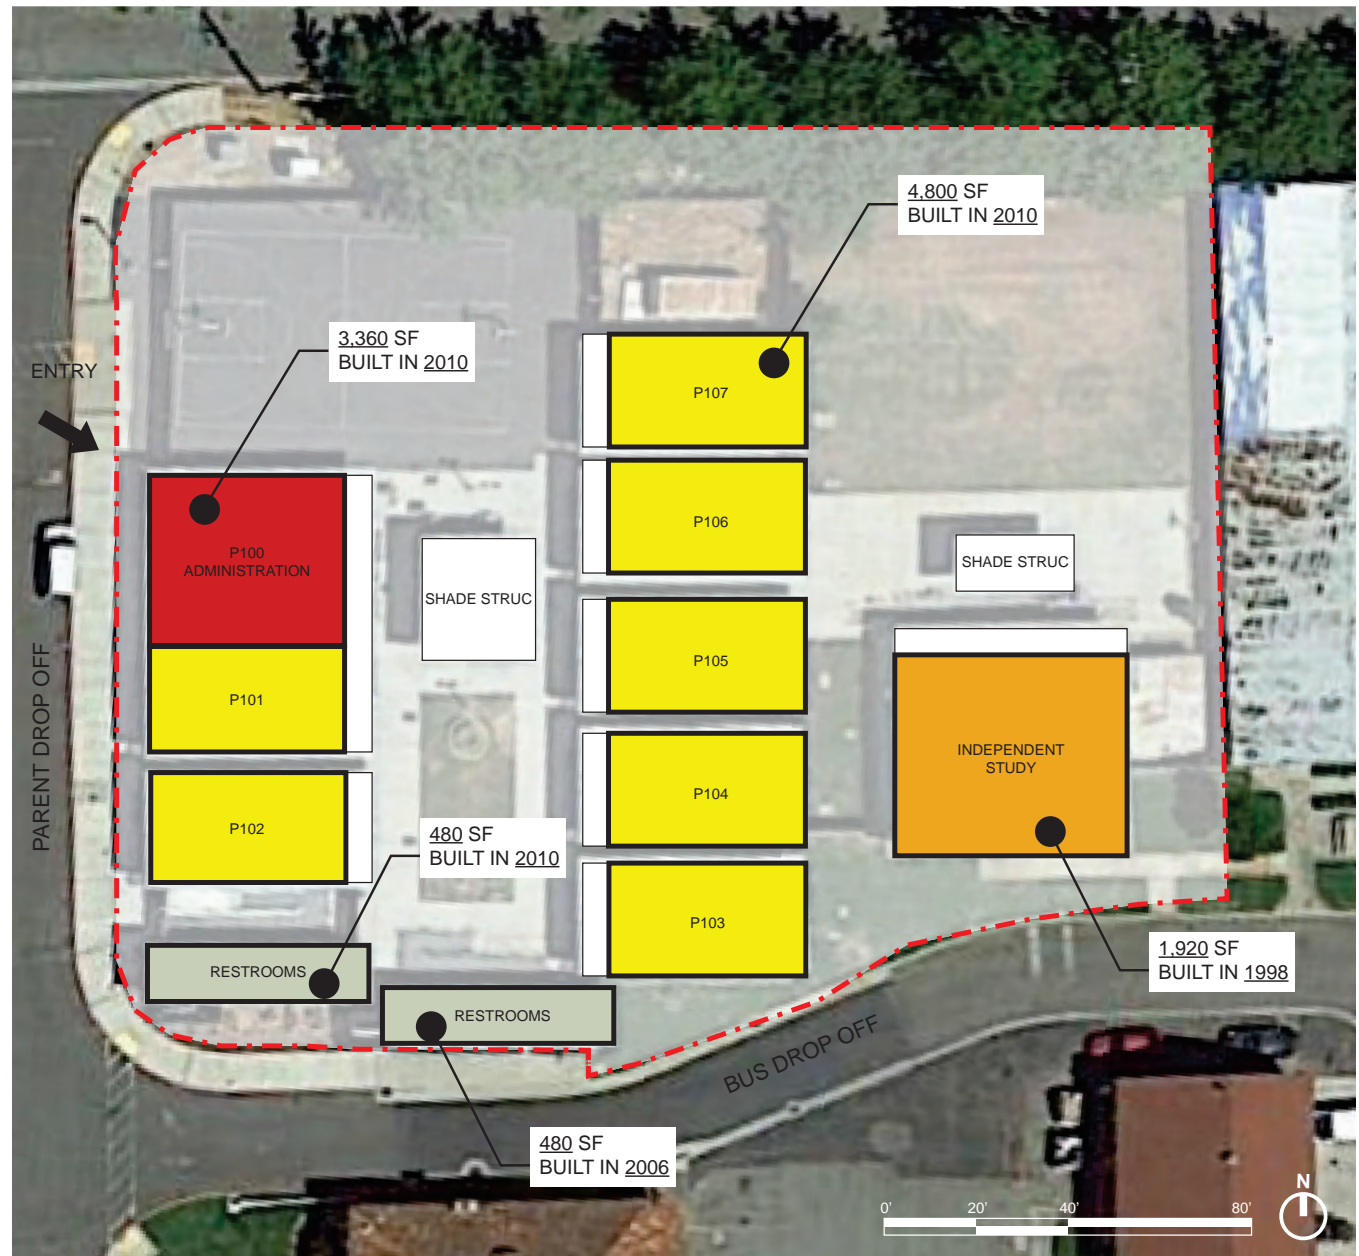 4,800 SF
BUILT IN 2010
3,360 SF
BUILT IN 2010
ENTRY
P107
P106
P100
ADMINISTRATION
SHADE STRUC
SHADE STRUC
P105
P101
PARENT DROP OFF
INDEPENDENT
STUDY
P104
P102
480 SF
BUILT IN 2010
P103
1,920 SF
BUILT IN 1998
RESTROOMS
RESTROOMS
BUS DROP OFF
480 SF
BUILT IN 2006
N
0' 20' 40' 80'